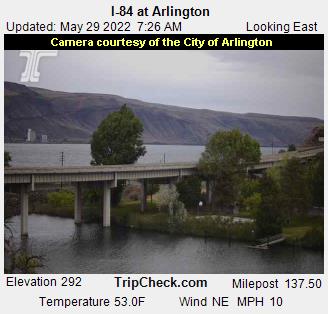 I-84 at Arlington
Updated: May 29 2022 7:26 AM Looking East
Camera courtesy of the City of Arlington
Elevation 292 TripCheck.com Milepost 137.50
Temperature 53.0F Wind NE MPH 10